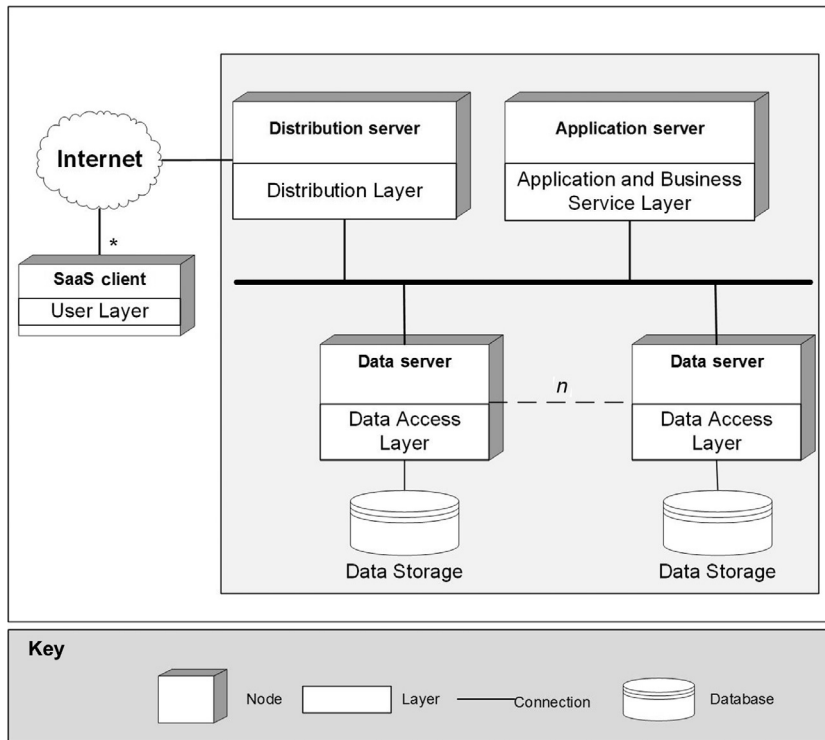 Distribution server
Application server
Internet
Distribution Layer
Application and Business
Service Layer
*
SaaS client
User Layer
Data server
Data server
n
Data Access
Layer
Data Access
Layer
Data Storage
Data Storage
Key
Node
Layer
Connection
Database